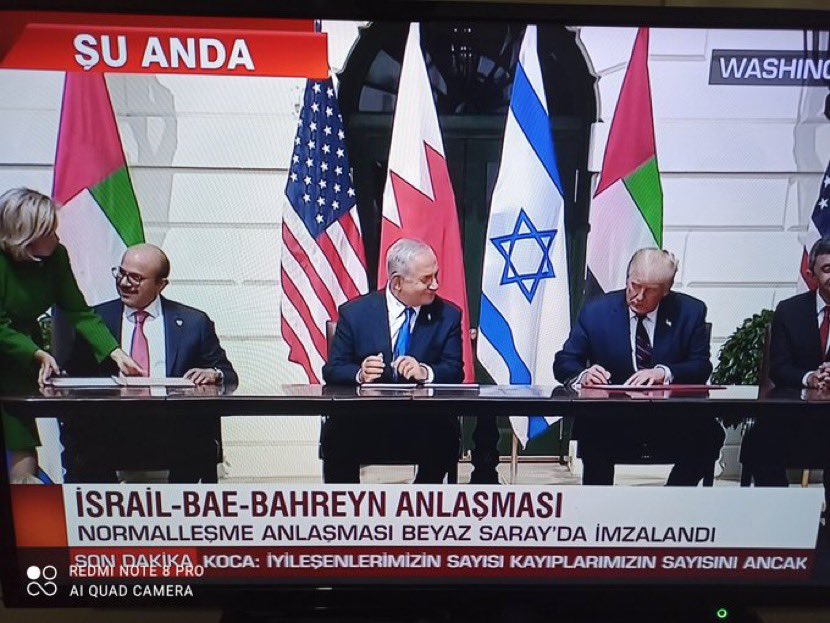 ŞU ANDA
WASHING
İSRAİL-BAE-BAHREYN ANLAŞMASI
NORMALLEŞME ANLAŞMASI BEYAZ SARAY'DA İMZALANDI
SON DAKİKA KOCA: İYİLEŞENLERİMİZİN SAYISI KAYIPLARIMIZIN SAYISINI ANCAK
REDMI NOTE 8 PRO
AI QUAD CAMERA